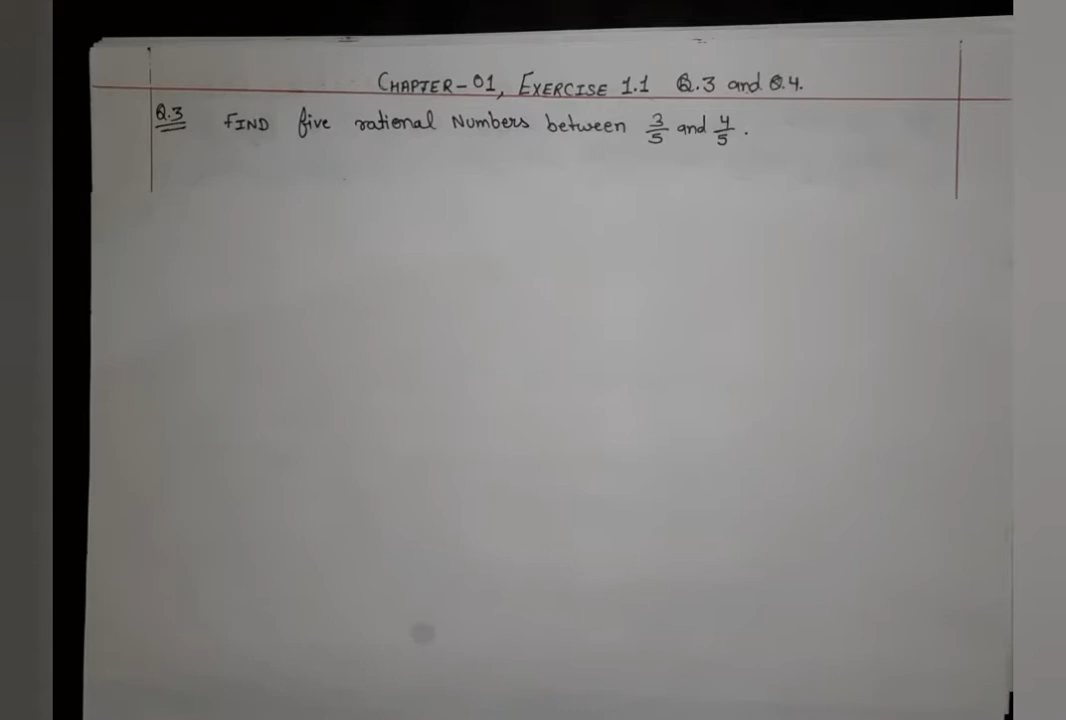 CHAPTER-01, EXERCISE 1.1 Q.3 and Q.4.
Q.3 FIND five rational Numbers between 3/5 and 4/5.